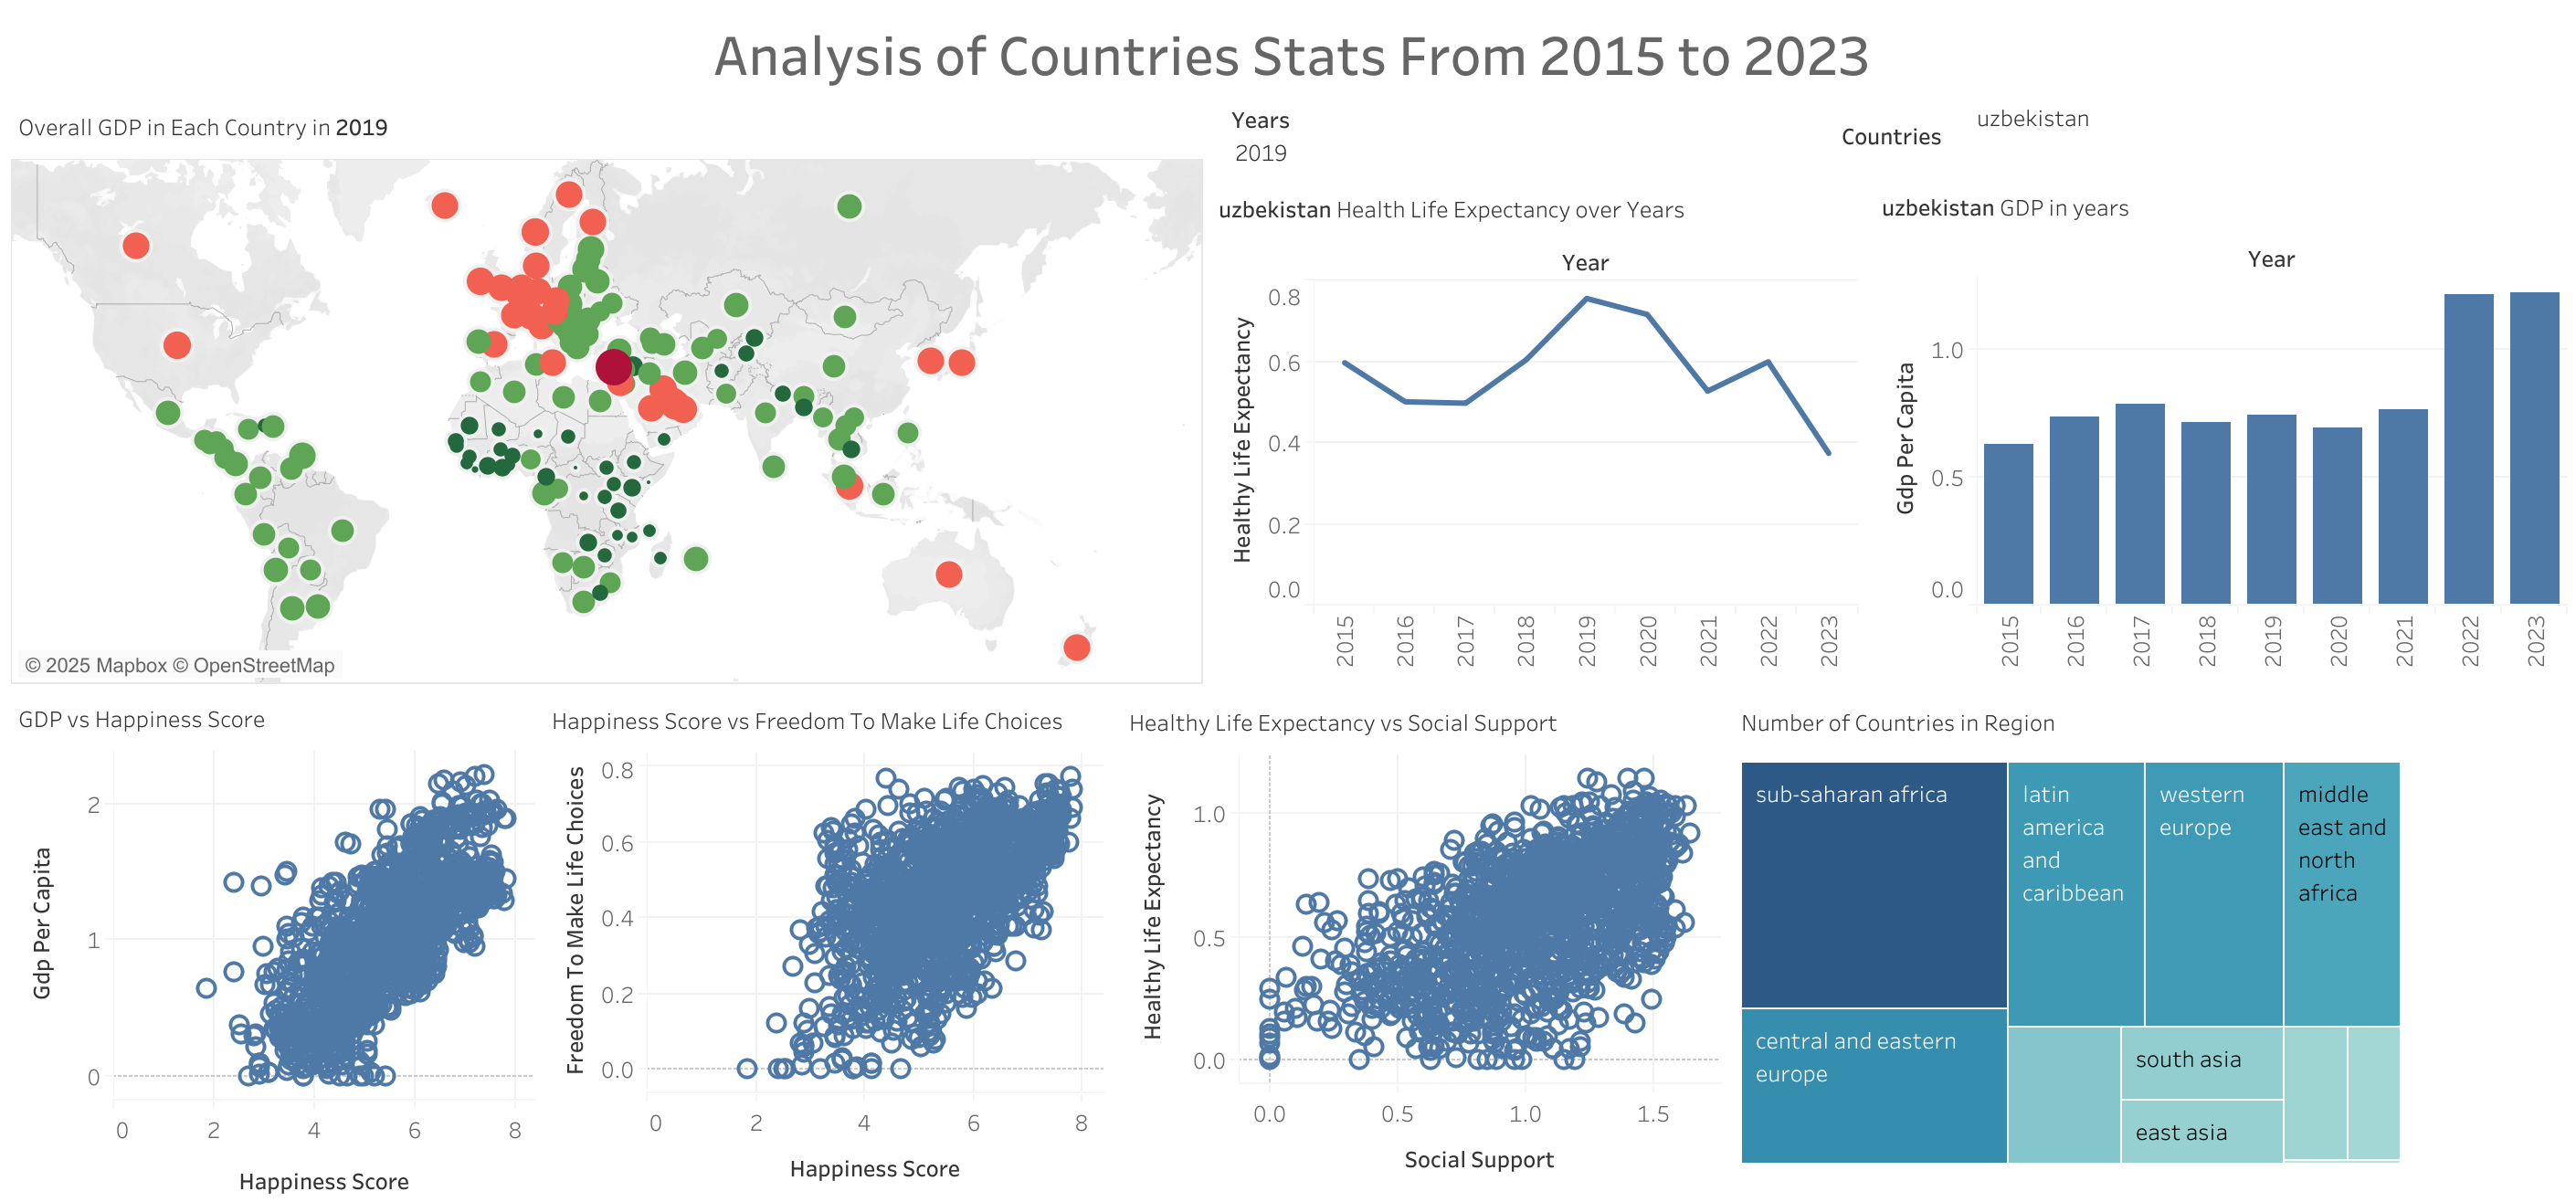 Analysis of Countries Stats From 2015 to 2023
Overall GDP in Each Country in 2019
© 2025 Mapbox © OpenStreetMap
Years
2019
Countries
uzbekistan
uzbekistan Health Life Expectancy over Years
Year
Healthy Life Expectancy
0.8
0.6
0.4
0.2
0.0
2015
2016
2017
2018
2019
2020
2021
2022
2023
uzbekistan GDP in years
Year
Gdp Per Capita
1.0
0.5
0.0
2015
2016
2017
2018
2019
2020
2021
2022
2023
GDP vs Happiness Score
Gdp Per Capita
2
1
0
0 2 4 6 8
Happiness Score
Happiness Score vs Freedom To Make Life Choices
Freedom To Make Life Choices
0.8
0.6
0.4
0.2
0.0
0 2 4 6 8
Happiness Score
Healthy Life Expectancy vs Social Support
Healthy Life Expectancy
1.0
0.5
0.0
0.0 0.5 1.0 1.5
Social Support
Number of Countries in Region
sub-saharan africa
central and eastern
europe
latin
america
and
caribbean
western
europe
middle
east and
north
africa
south asia
east asia